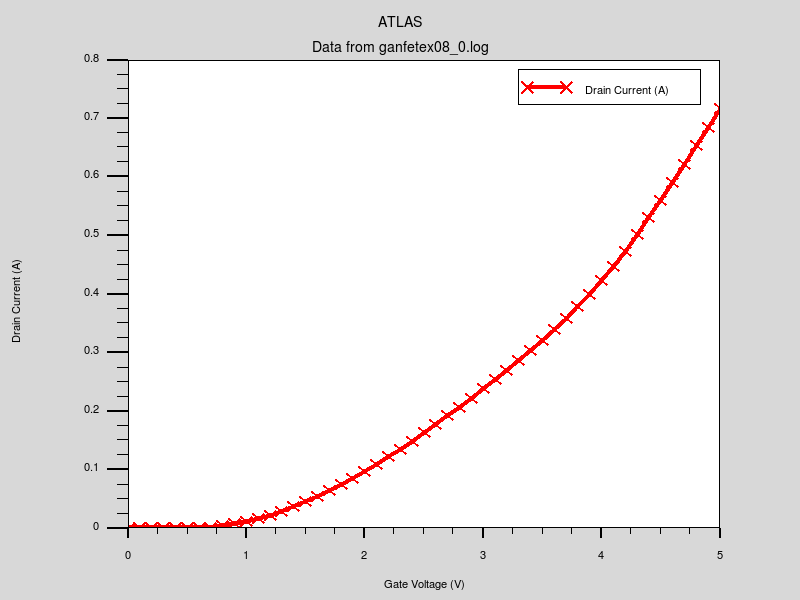 ATLAS
Data from ganfetex08_0.log
Drain Current (A)
0.8
0.7
0.6
0.5
0.4
0.3
0.2
0.1
0
Drain Current (A)
0 1 2 3 4 5
Gate Voltage (V)